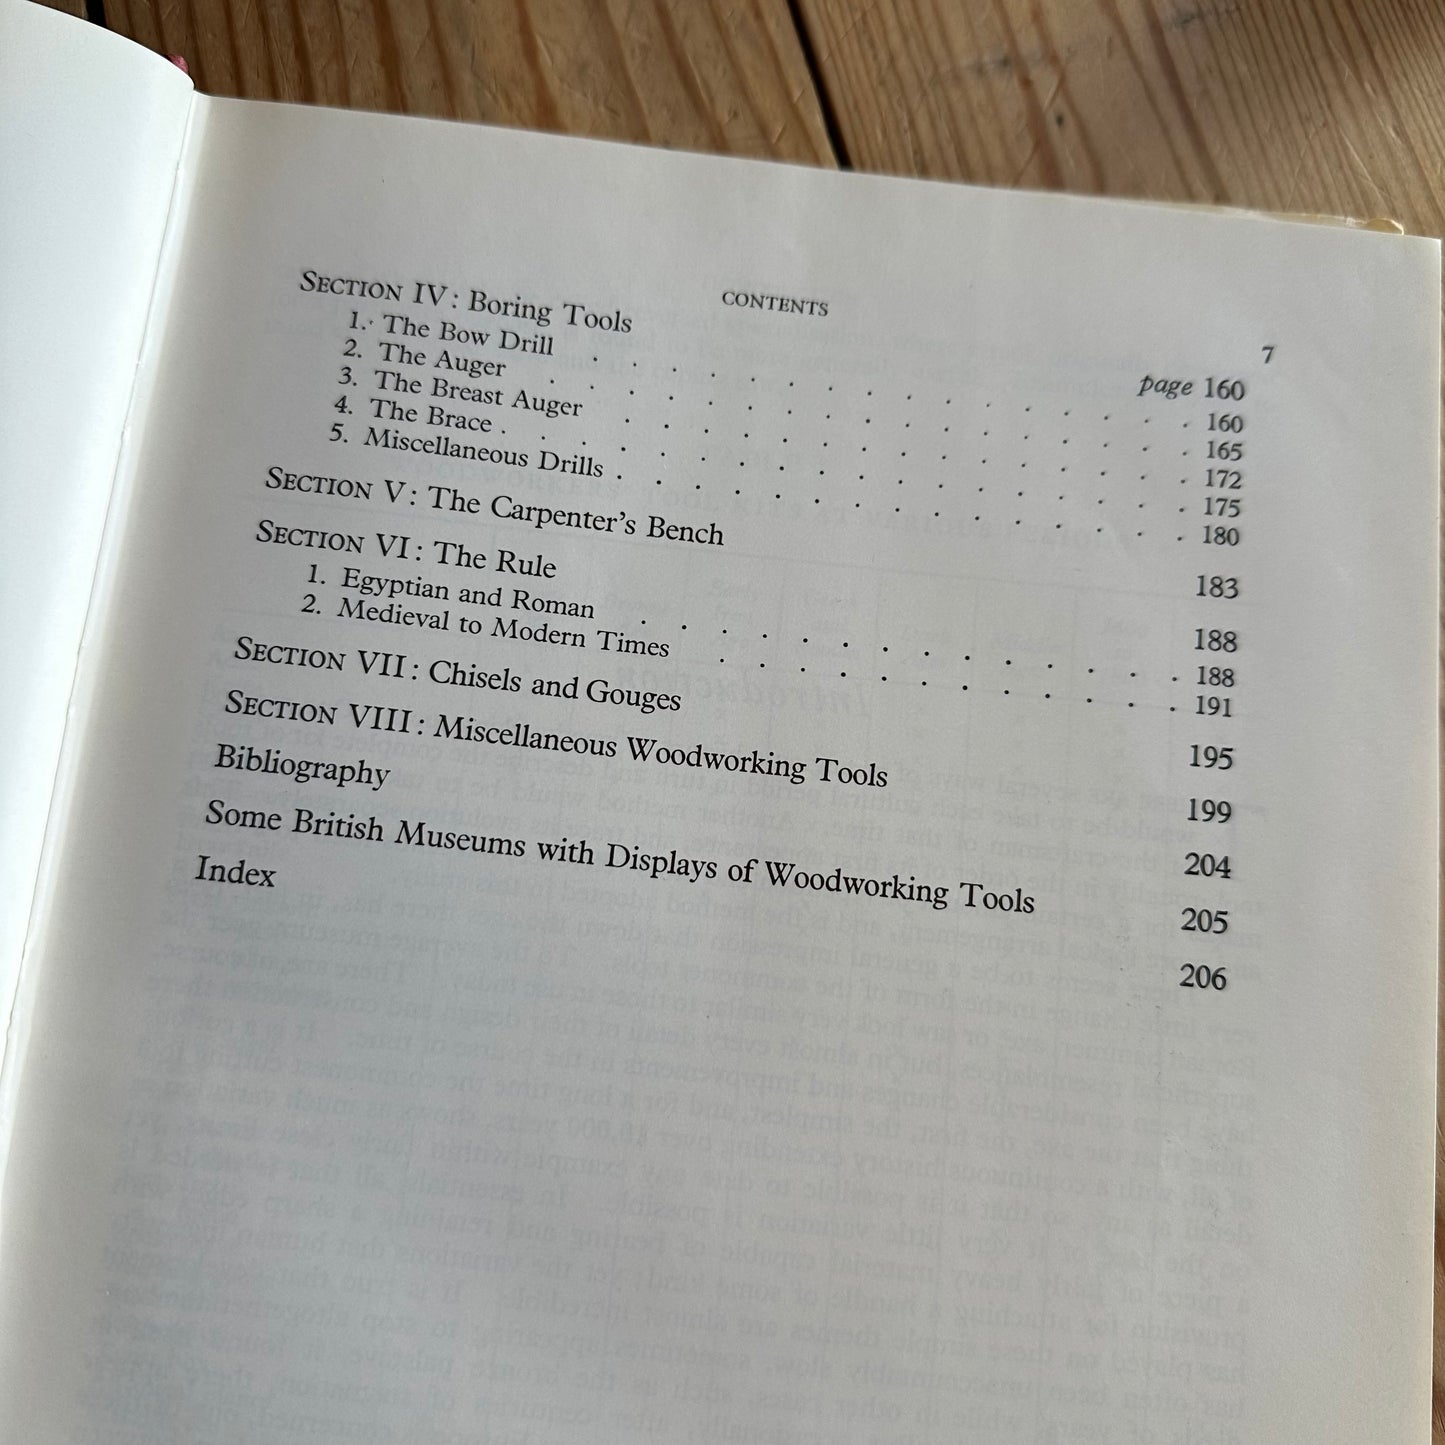 CONTENTS 7
SECTION IV: Boring Tools page 160
1. The Bow Drill . . . . . . . . . . . . . . . . 160
2. The Auger . . . . . . . . . . . . . . . . . 165
3. The Breast Auger . . . . . . . . . . . . . . . 172
4. The Brace . . . . . . . . . . . . . . . . . . 175
5. Miscellaneous Drills . . . . . . . . . . . . . . . 180
SECTION V: The Carpenter's Bench 183
SECTION VI: The Rule 188
1. Egyptian and Roman . . . . . . . . . . . . . . 188
2. Medieval to Modern Times . . . . . . . . . . . . 191
SECTION VII: Chisels and Gouges 195
SECTION VIII: Miscellaneous Woodworking Tools 199
Bibliography 204
Some British Museums with Displays of Woodworking Tools 205
Index 206